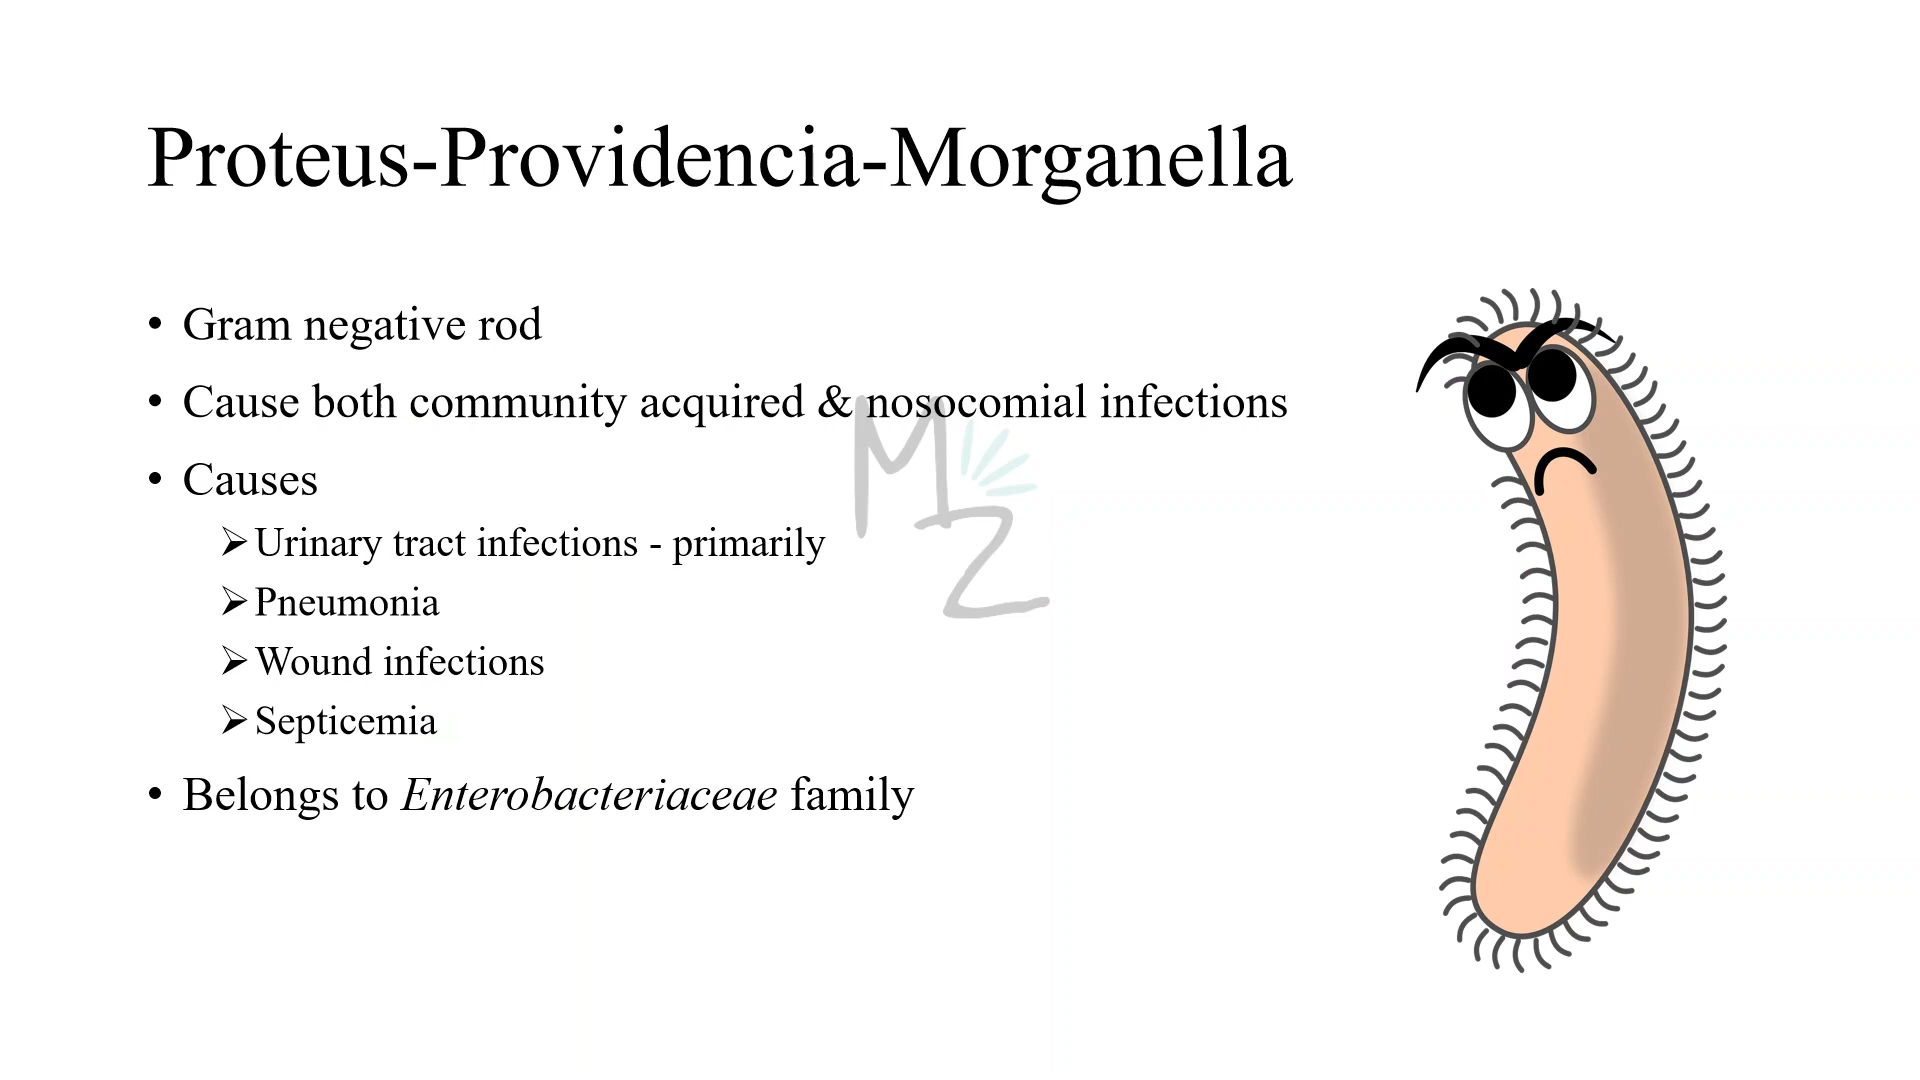 Proteus-Providencia-Morganella
• Gram negative rod
• Cause both community acquired & nosocomial infections
• Causes
➢ Urinary tract infections - primarily
➢ Pneumonia
➢ Wound infections
➢ Septicemia
• Belongs to Enterobacteriaceae family
MZ